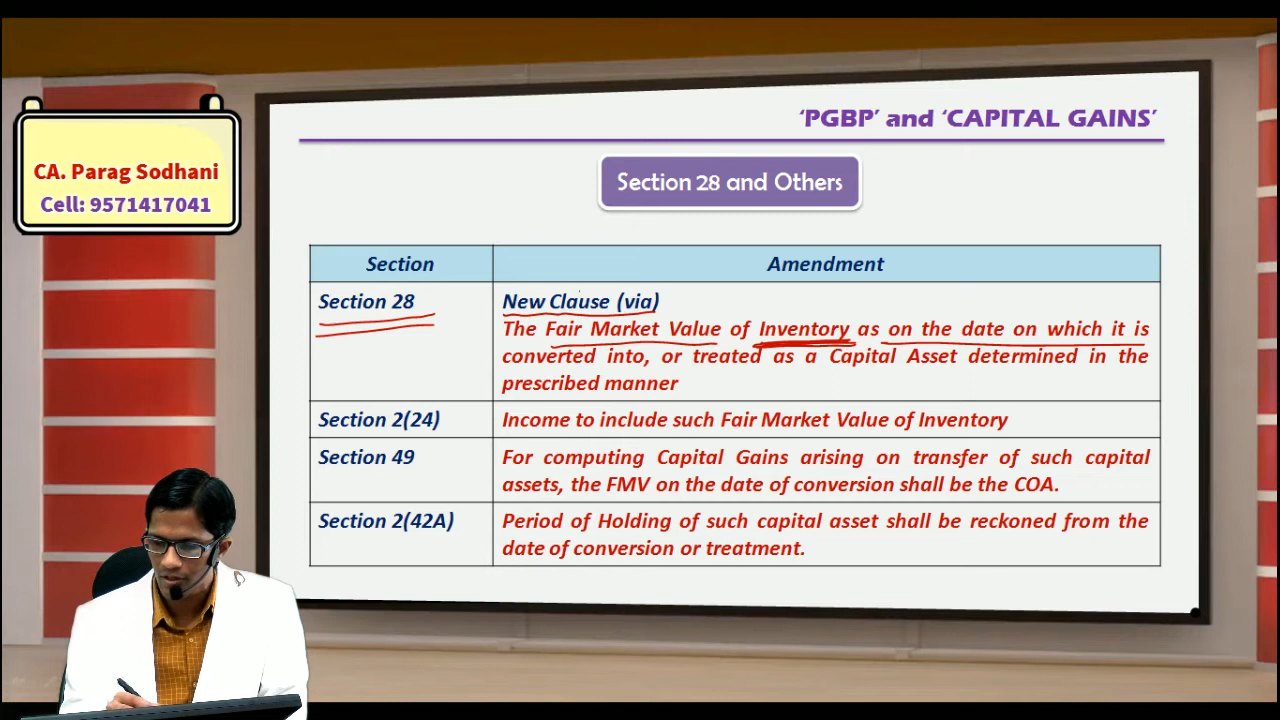 CA. Parag Sodhani
Cell: 9571417041
‘PGBP’ and ‘CAPITAL GAINS’
Section 28 and Others
Section Amendment
Section 28 New Clause (via)
The Fair Market Value of Inventory as on the date on which it is
converted into, or treated as a Capital Asset determined in the
prescribed manner
Section 2(24) Income to include such Fair Market Value of Inventory
Section 49 For computing Capital Gains arising on transfer of such capital
assets, the FMV on the date of conversion shall be the COA.
Section 2(42A) Period of Holding of such capital asset shall be reckoned from the
date of conversion or treatment.